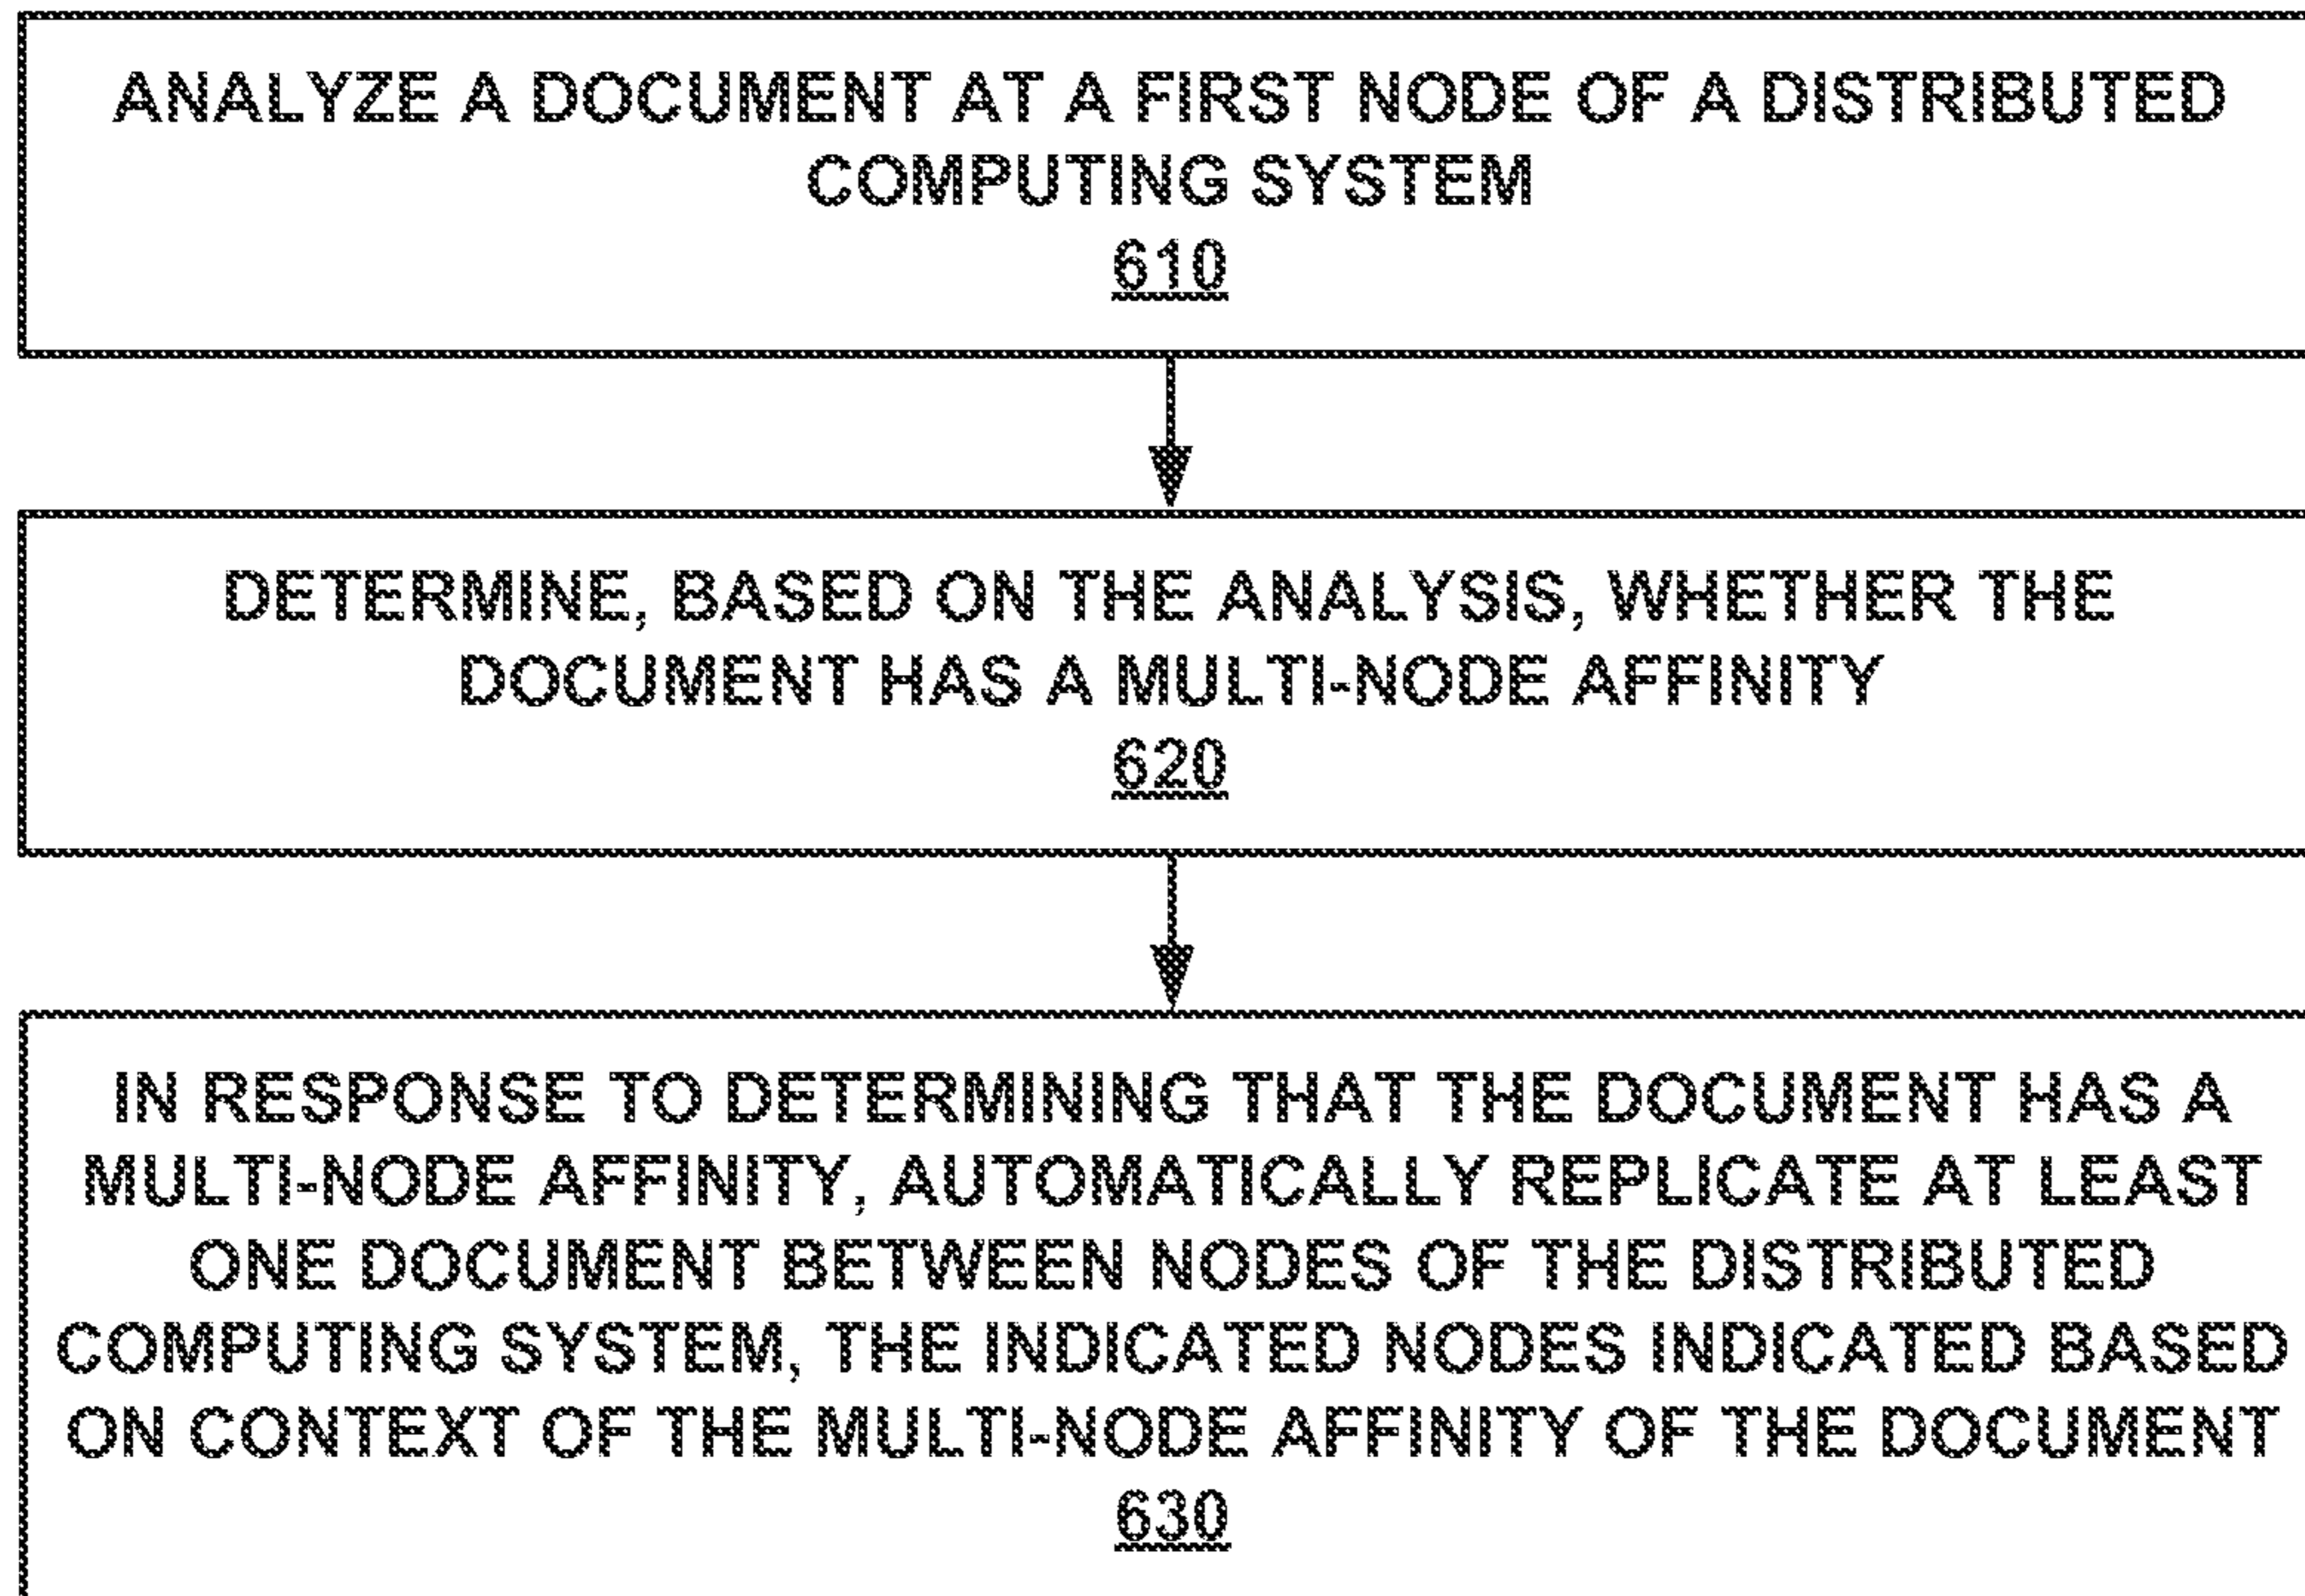 ANALYZE A DOCUMENT AT A FIRST NODE OF A DISTRIBUTED
COMPUTING SYSTEM
610
DETERMINE, BASED ON THE ANALYSIS, WHETHER THE
DOCUMENT HAS A MULTI-NODE AFFINITY
620
IN RESPONSE TO DETERMINING THAT THE DOCUMENT HAS A
MULTI-NODE AFFINITY, AUTOMATICALLY REPLICATE AT LEAST
ONE DOCUMENT BETWEEN NODES OF THE DISTRIBUTED
COMPUTING SYSTEM, THE INDICATED NODES INDICATED BASED
ON CONTEXT OF THE MULTI-NODE AFFINITY OF THE DOCUMENT
630